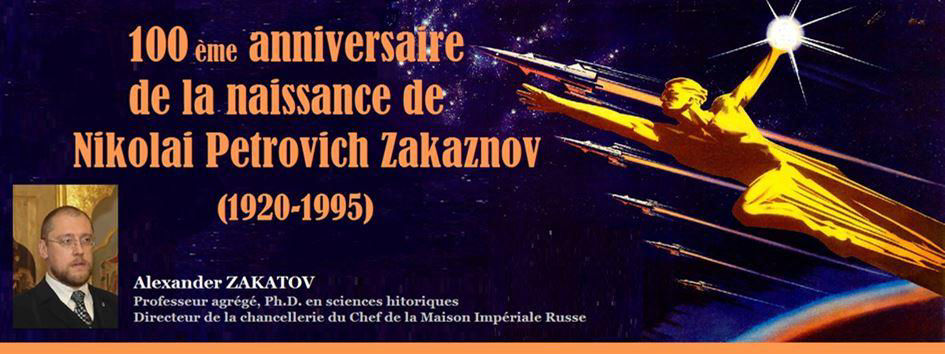 100 ème anniversaire
de la naissance de
Nikolai Petrovich Zakaznov
(1920-1995)
Alexander ZAKATOV
Professeur agrégé, Ph.D. en sciences hitoriques
Directeur de la chancellerie du Chef de la Maison Impériale Russe